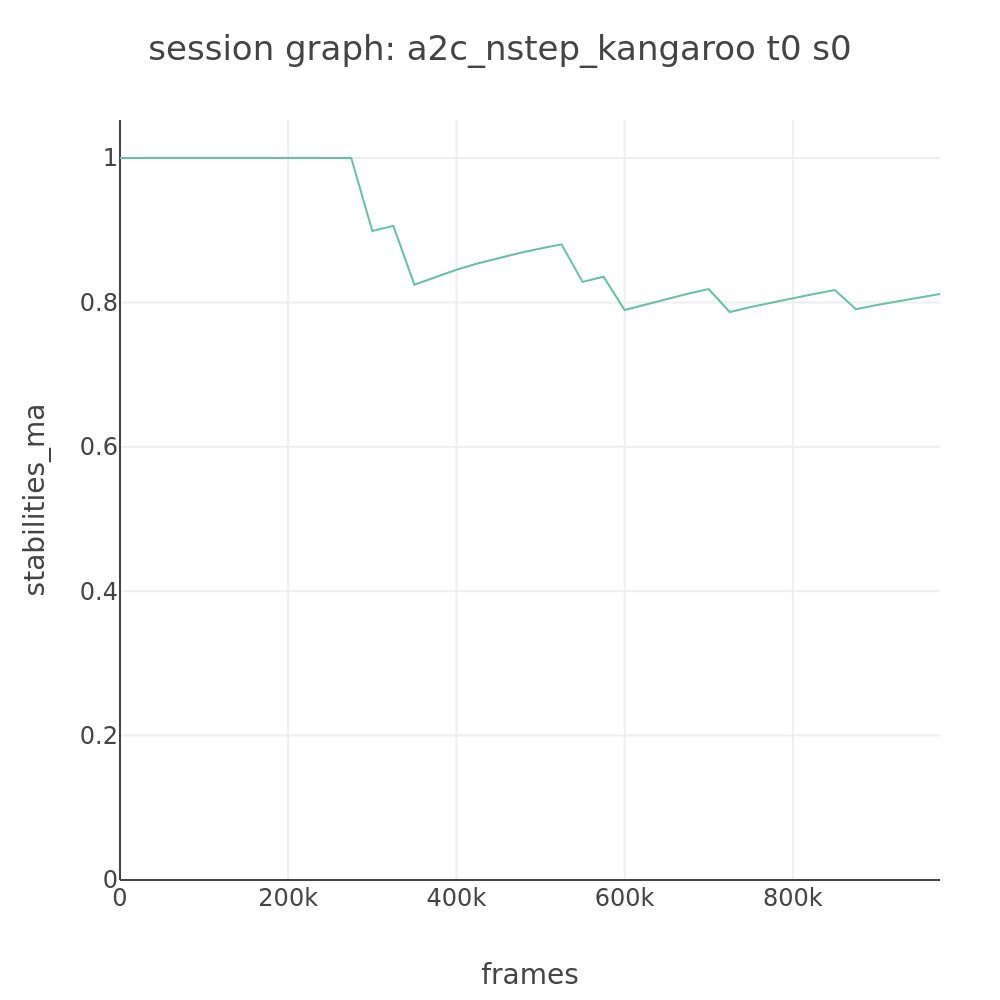 session graph: a2c_nstep_kangaroo t0 s0
stabilities_ma
1
0.8
0.6
0.4
0.2
0
0
200k
400k
600k
800k
frames